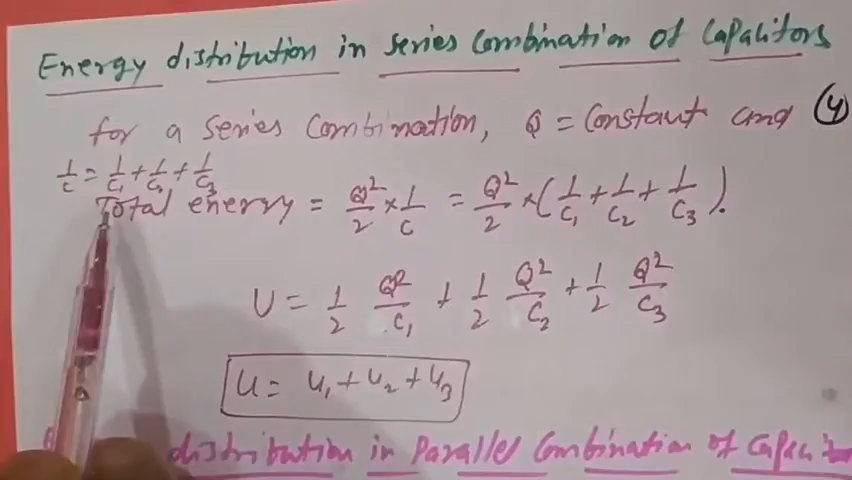 Energy distribution in series Combination of Capacitors
for a series Combination, Q = Constant and (4)
1/C = 1/C₁ + 1/C₂ + 1/C₃
Total energy = Q²/2 × 1/C = Q²/2 × (1/C₁ + 1/C₂ + 1/C₃).
U = 1/2 Q²/C₁ + 1/2 Q²/C₂ + 1/2 Q²/C₃
U = U₁ + U₂ + U₃
distribution in Parallel Combination of